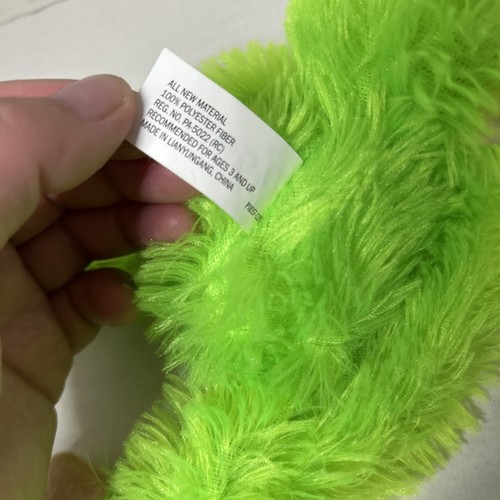 ALL NEW MATERIAL
100% POLYESTER FIBER
REG. NO. PA-5022 (RC)
RECOMMENDED FOR AGES 3 AND UP
MADE IN LIANYUNGANG, CHINA